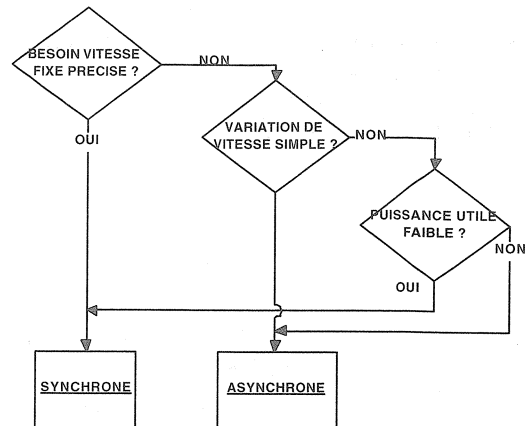 BESOIN VITESSE
FIXE PRECISE ?
NON
OUI
VARIATION DE
VITESSE SIMPLE ?
NON
PUISSANCE UTILE
FAIBLE ?
NON
OUI
SYNCHRONE
ASYNCHRONE